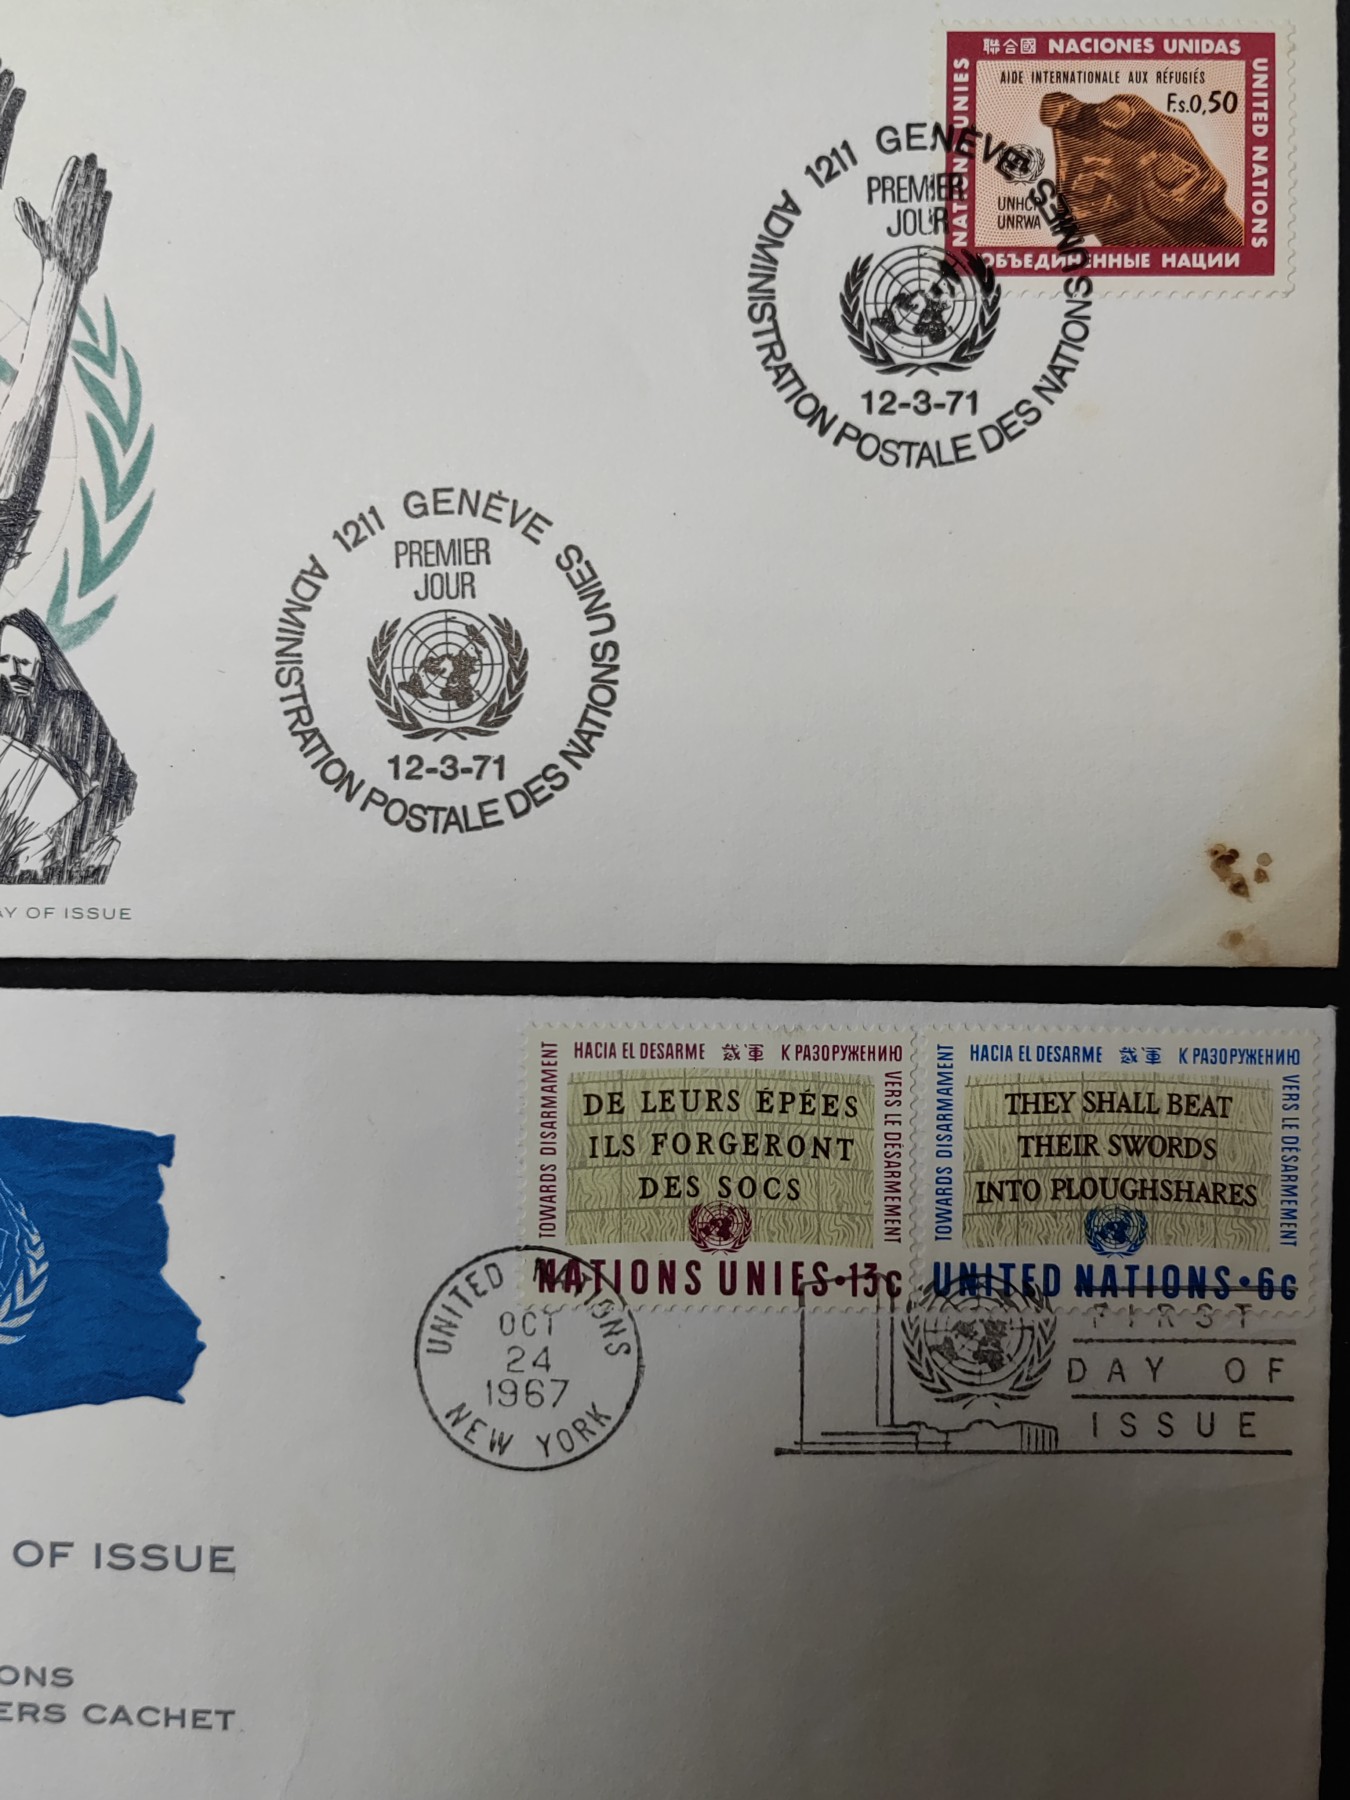 聯合國 NACIONES UNIDAS
NATIONS UNIES
UNITED NATIONS
AIDE INTERNATIONALE AUX RÉFUGIÉS
F.s.0,50
UNHCR
UNRWA
ОБЪЕДИНЕННЫЕ НАЦИИ
1211 GENÈVE
PREMIER
JOUR
12-3-71
ADMINISTRATION POSTALE DES NATIONS UNIES
1211 GENÈVE
PREMIER
JOUR
12-3-71
ADMINISTRATION POSTALE DES NATIONS UNIES
AY OF ISSUE
HACIA EL DESARME 裁軍 К РАЗОРУЖЕНИЮ
TOWARDS DISARMAMENT
VERS LE DÉSARMEMENT
DE LEURS ÉPÉES
ILS FORGERONT
DES SOCS
NATIONS UNIES•13c
HACIA EL DESARME 裁軍 К РАЗОРУЖЕНИЮ
TOWARDS DISARMAMENT
VERS LE DÉSARMEMENT
THEY SHALL BEAT
THEIR SWORDS
INTO PLOUGHSHARES
UNITED NATIONS•6c
UNITED NATIONS
OCT
24
1967
NEW YORK
FIRST
DAY OF
ISSUE
OF ISSUE
ONS
ERS CACHET